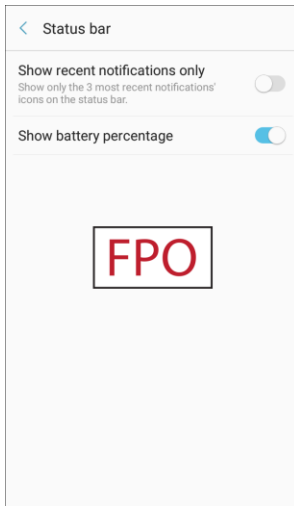 Status bar
Show recent notifications only
Show only the 3 most recent notifications'
icons on the status bar.
Show battery percentage
FPO